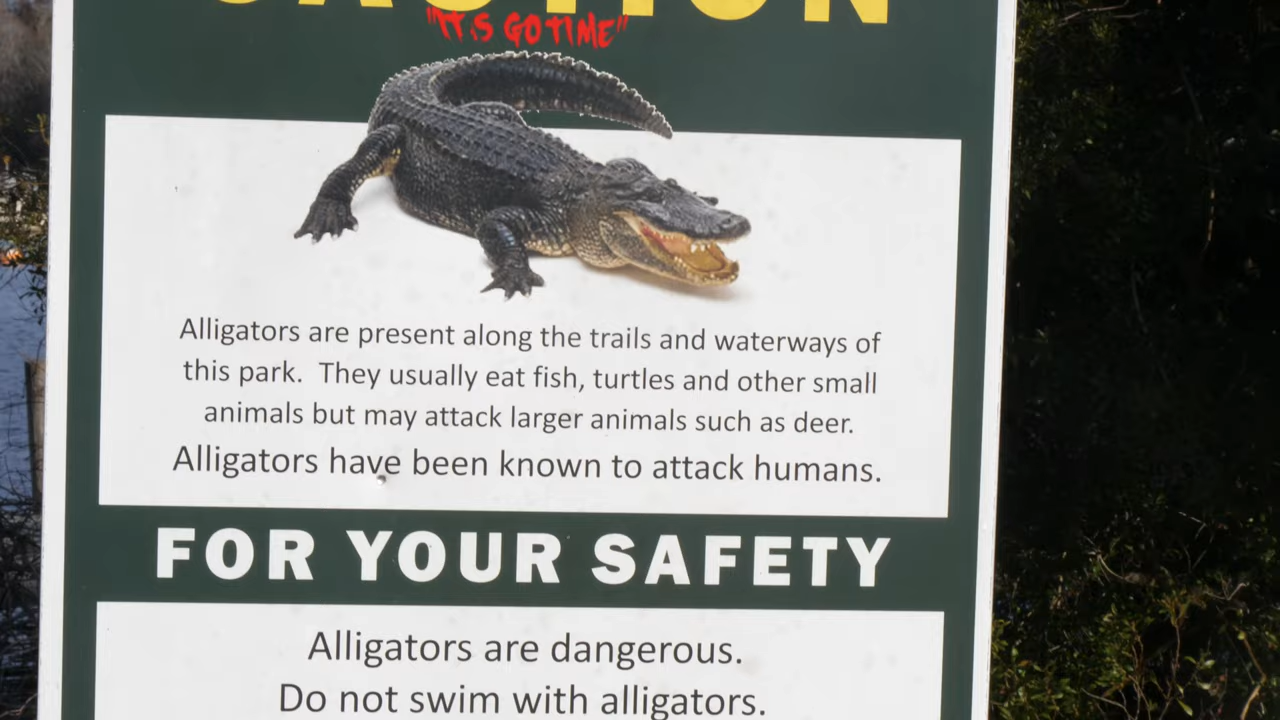 CAUTION
"IT'S GO TIME"
Alligators are present along the trails and waterways of
this park. They usually eat fish, turtles and other small
animals but may attack larger animals such as deer.
Alligators have been known to attack humans.
FOR YOUR SAFETY
Alligators are dangerous.
Do not swim with alligators.